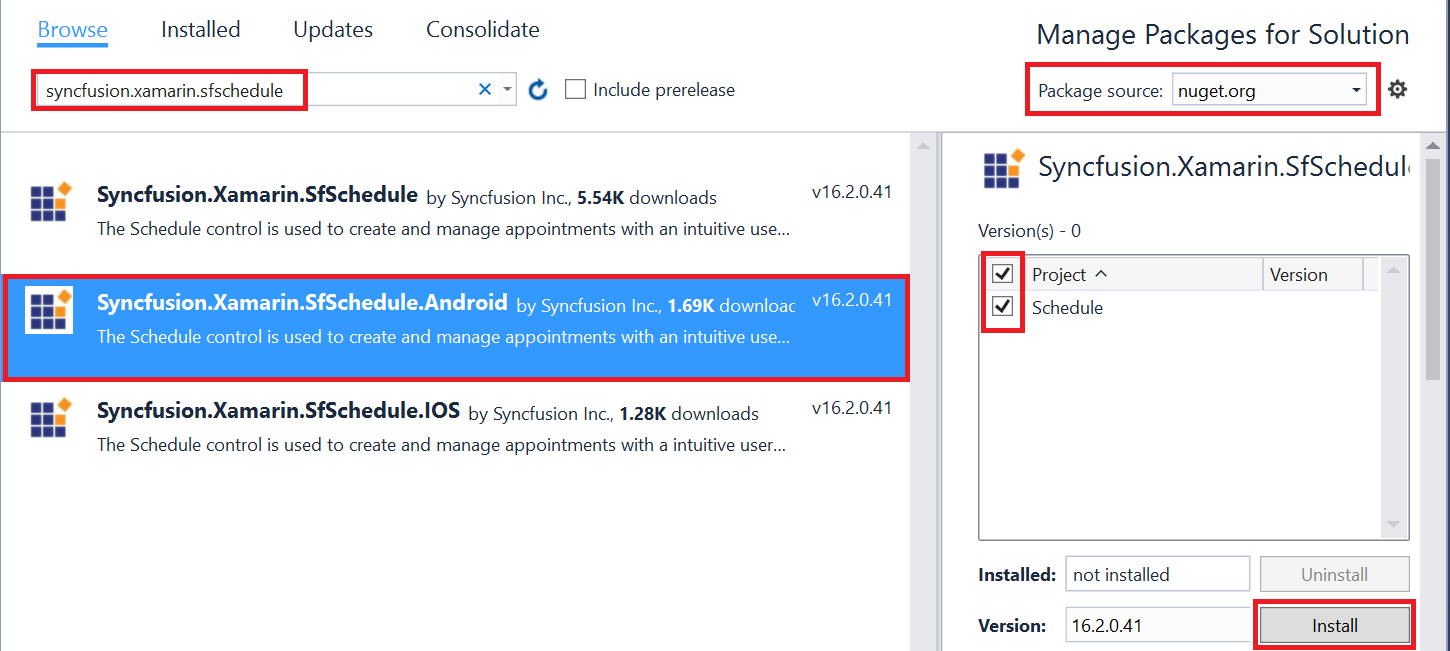 Browse Installed Updates Consolidate
Manage Packages for Solution
syncfusion.xamarin.sfschedule
Include prerelease
Package source: nuget.org
Syncfusion.Xamarin.SfSchedule by Syncfusion Inc., 5.54K downloads v16.2.0.41
The Schedule control is used to create and manage appointments with an intuitive use...
Syncfusion.Xamarin.SfSchedule.Android by Syncfusion Inc., 1.69K downloac v16.2.0.41
The Schedule control is used to create and manage appointments with an intuitive use...
Syncfusion.Xamarin.SfSchedule.IOS by Syncfusion Inc., 1.28K downloads v16.2.0.41
The Schedule control is used to create and manage appointments with a intuitive user...
Syncfusion.Xamarin.SfSchedul
Version(s) - 0
Project Version
Schedule
Installed: not installed Uninstall
Version: 16.2.0.41 Install